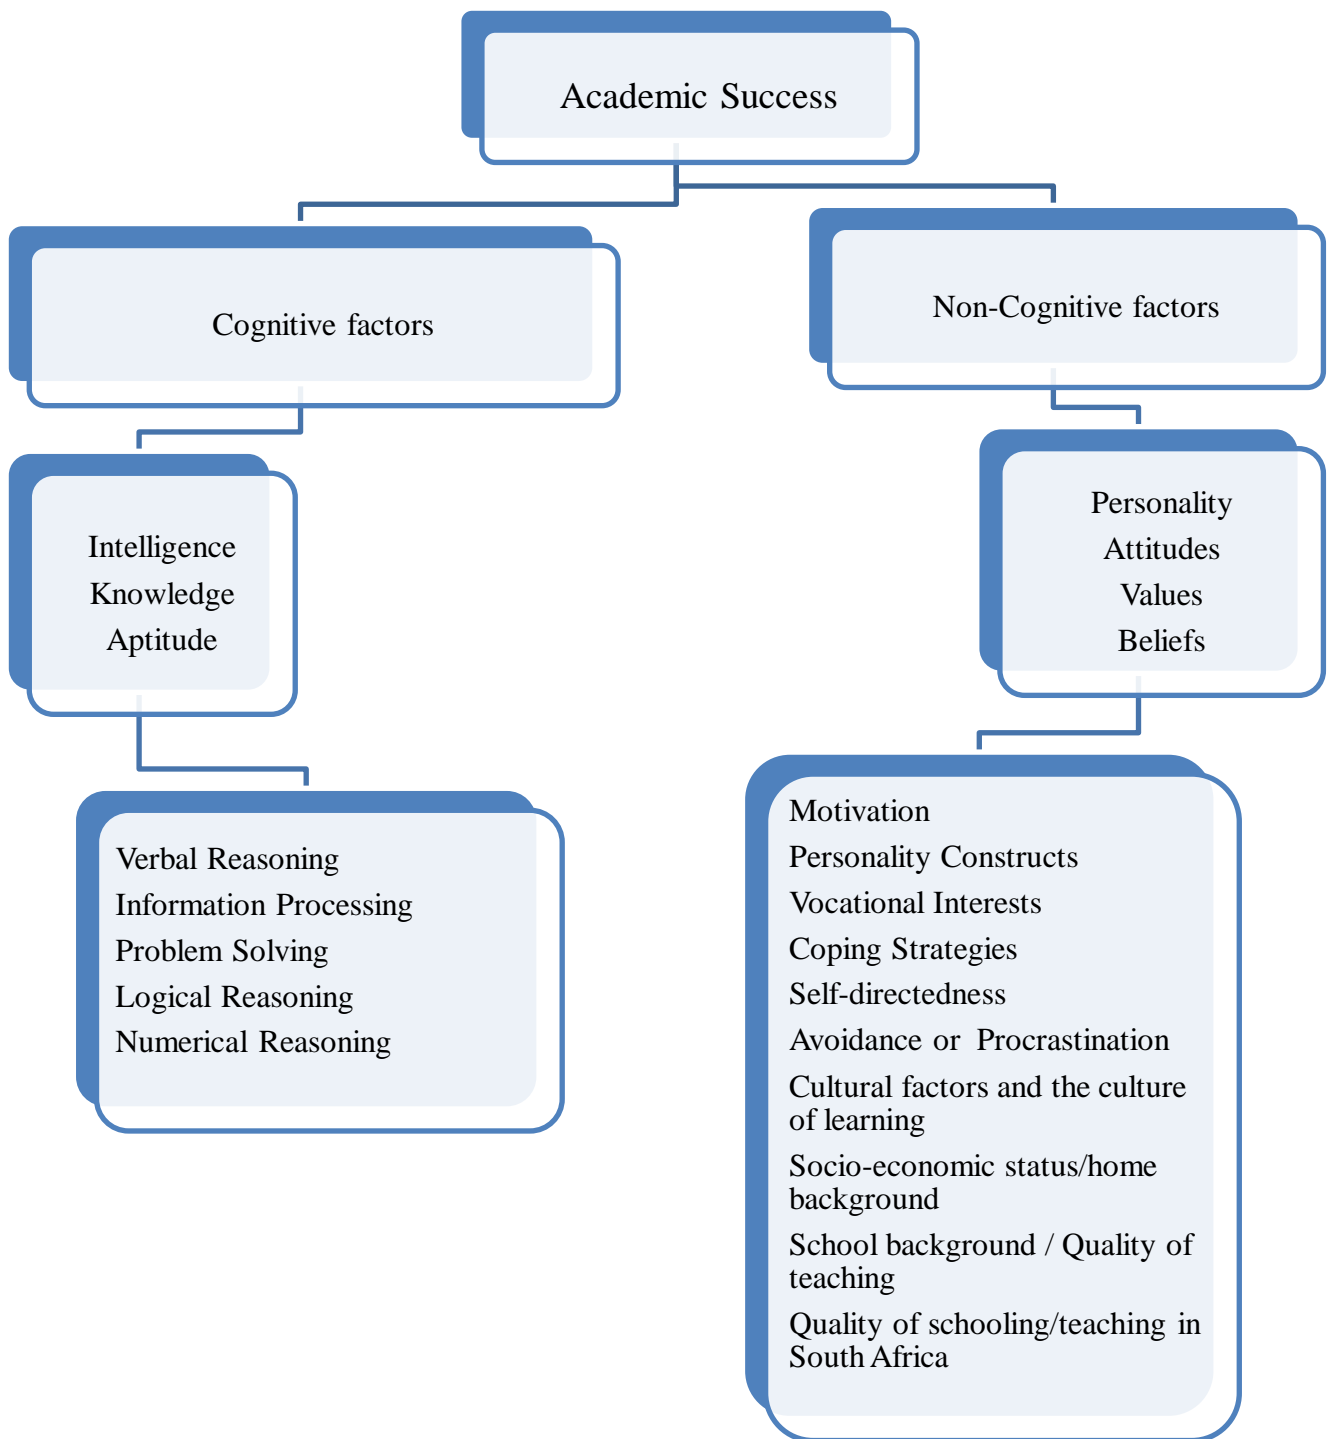 Academic Success
Cognitive factors
Non-Cognitive factors
Intelligence
Knowledge
Aptitude
Personality
Attitudes
Values
Beliefs
Verbal Reasoning
Information Processing
Problem Solving
Logical Reasoning
Numerical Reasoning
Motivation
Personality Constructs
Vocational Interests
Coping Strategies
Self-directedness
Avoidance or Procrastination
Cultural factors and the culture
of learning
Socio-economic status/home
background
School background / Quality of
teaching
Quality of schooling/teaching in
South Africa